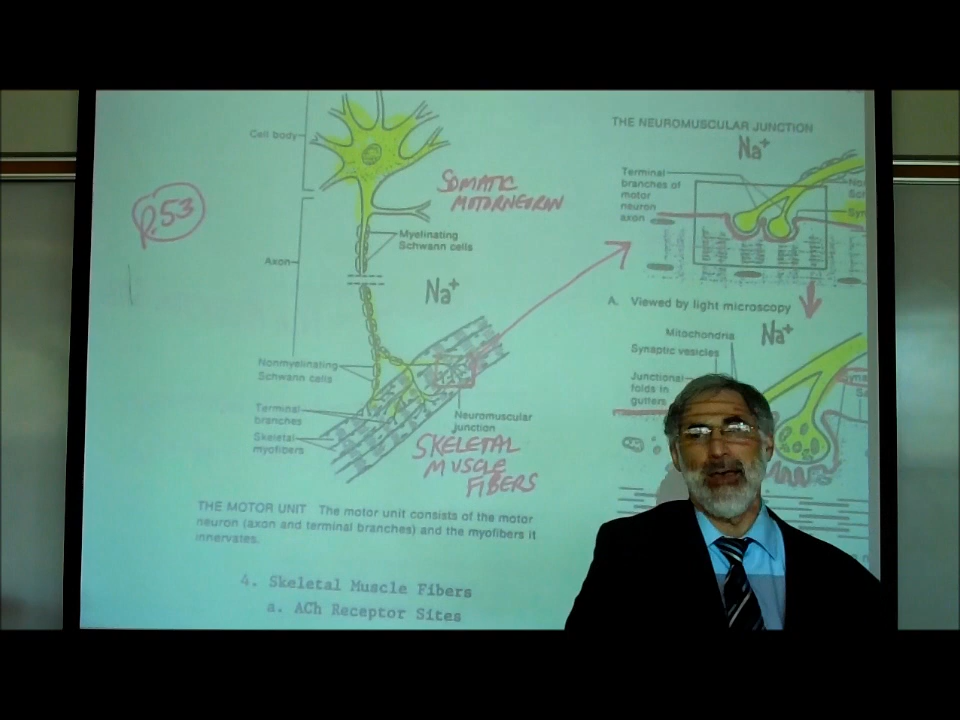 Cell body
p.53
SOMATIC
MOTORNEURON
Myelinating
Schwann cells
Axon
Na+
Nonmyelinating
Schwann cells
Terminal
branches
Skeletal
myofibers
Neuromuscular
junction
SKELETAL
MUSCLE
FIBERS
THE MOTOR UNIT The motor unit consists of the motor
neuron (axon and terminal branches) and the myofibers it
innervates.
4. Skeletal Muscle Fibers
a. ACh Receptor Sites
THE NEUROMUSCULAR JUNCTION
Na+
Terminal
branches of
motor
neuron
axon
A. Viewed by light microscopy
Mitochondria
Na+
Synaptic vesicles
Junctional
folds in
gutters